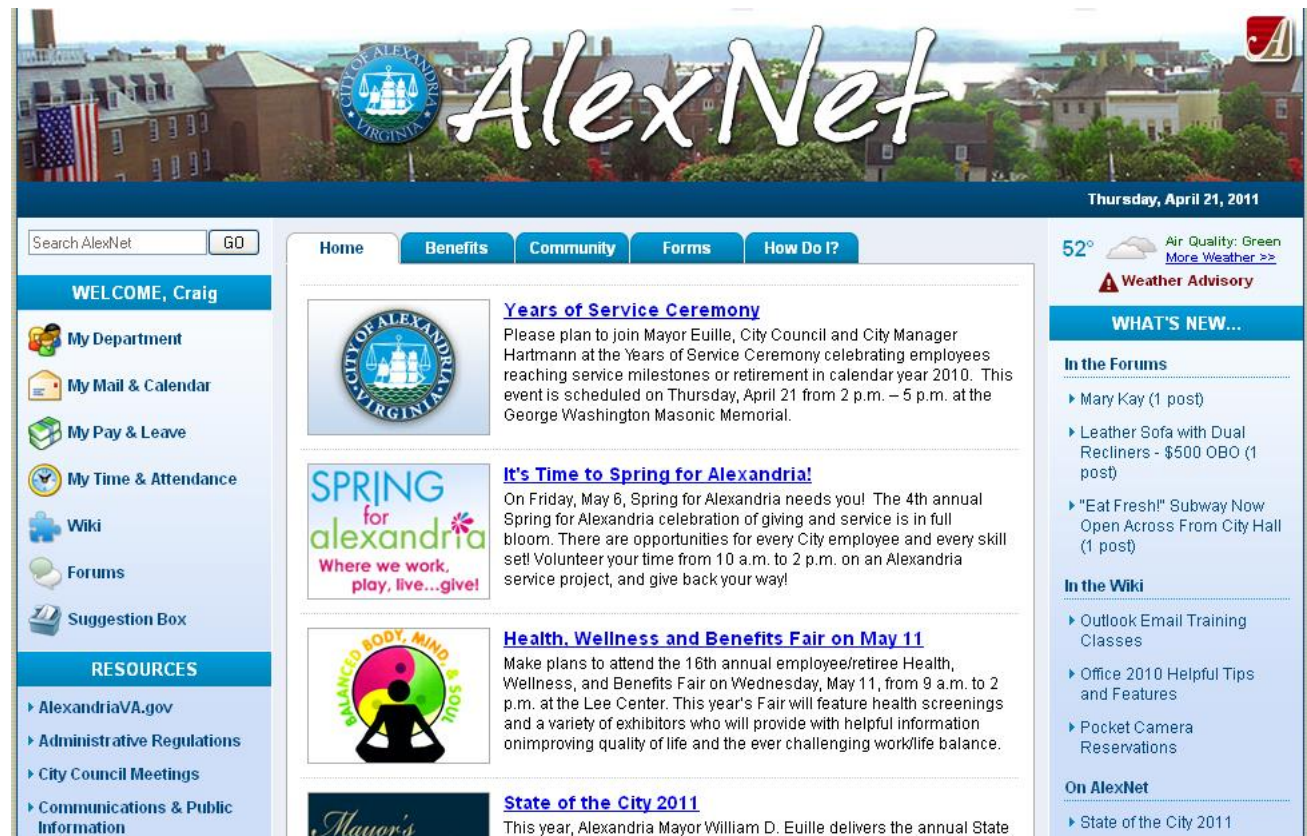 CITY OF ALEXANDRIA
VIRGINIA
AlexNet
A
Thursday, April 21, 2011
Search AlexNet
GO
WELCOME, Craig
My Department
My Mail & Calendar
My Pay & Leave
My Time & Attendance
Wiki
Forums
Suggestion Box
RESOURCES
AlexandriaVA.gov
Administrative Regulations
City Council Meetings
Communications & Public
Information
Home
Benefits
Community
Forms
How Do I?
CITY OF ALEXANDRIA
VIRGINIA
Years of Service Ceremony
Please plan to join Mayor Euille, City Council and City Manager
Hartmann at the Years of Service Ceremony celebrating employees
reaching service milestones or retirement in calendar year 2010. This
event is scheduled on Thursday, April 21 from 2 p.m. – 5 p.m. at the
George Washington Masonic Memorial.
SPRING
for
alexandria
Where we work,
play, live...give!
It's Time to Spring for Alexandria!
On Friday, May 6, Spring for Alexandria needs you! The 4th annual
Spring for Alexandria celebration of giving and service is in full
bloom. There are opportunities for every City employee and every skill
set! Volunteer your time from 10 a.m. to 2 p.m. on an Alexandria
service project, and give back your way!
BALANCED BODY, MIND, & SOUL
Health, Wellness and Benefits Fair on May 11
Make plans to attend the 16th annual employee/retiree Health,
Wellness, and Benefits Fair on Wednesday, May 11, from 9 a.m. to 2
p.m. at the Lee Center. This year's Fair will feature health screenings
and a variety of exhibitors who will provide with helpful information
onimproving quality of life and the ever challenging work/life balance.
Mayor's
State of the City 2011
This year, Alexandria Mayor William D. Euille delivers the annual State
52°
Air Quality: Green
More Weather >>
Weather Advisory
WHAT'S NEW...
In the Forums
Mary Kay (1 post)
Leather Sofa with Dual
Recliners - $500 OBO (1
post)
"Eat Fresh!" Subway Now
Open Across From City Hall
(1 post)
In the Wiki
Outlook Email Training
Classes
Office 2010 Helpful Tips
and Features
Pocket Camera
Reservations
On AlexNet
State of the City 2011